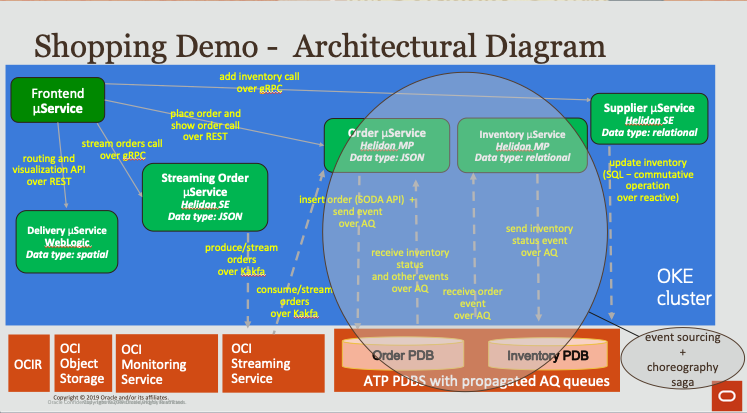 Shopping Demo - Architectural Diagram
Frontend
µService
add inventory call
over gRPC
Supplier µService
Helidon SE
Data type: relational
place order and
show order call
over REST
stream orders call
over gRPC
routing and
visualization API
over REST
Order µService
Helidon MP
Data type: JSON
Inventory µService
Helidon MP
Data type: relational
Streaming Order
µService
Helidon SE
Data type: JSON
Delivery µService
WebLogic
Data type: spatial
update inventory
(SQL – commutative
operation
over reactive)
insert order (SODA API) +
send event
over AQ
send inventory
status event
over AQ
produce/stream
orders
over Kakfa
receive inventory
status
and other events
over AQ
consume/stream
orders
over Kakfa
receive order
event
over AQ
OKE
cluster
OCIR
OCI
Object
Storage
OCI
Monitoring
Service
OCI
Streaming
Service
Order PDB
Inventory PDB
ATP PDBS with propagated AQ queues
event sourcing
+
choreography
saga
Copyright © 2019 Oracle and/or its affiliates.